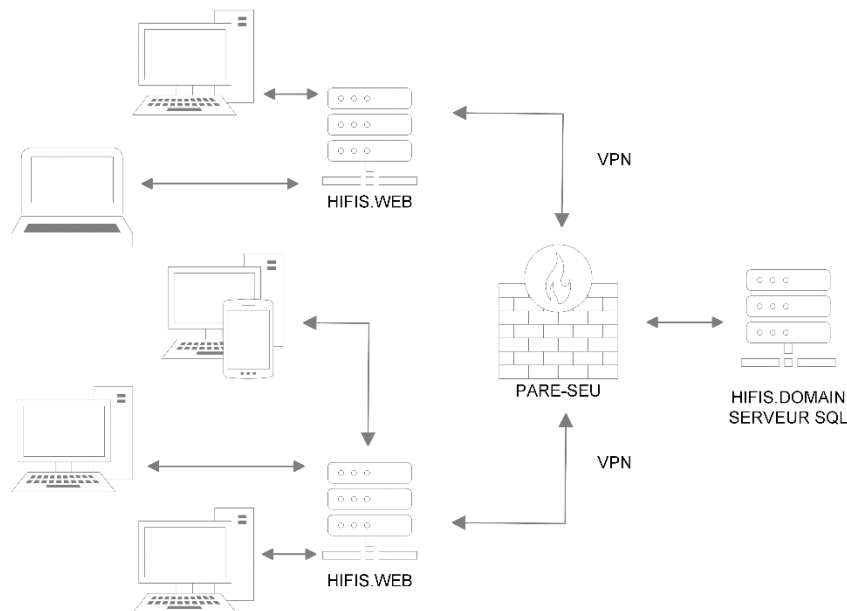 HIFIS.WEB
VPN
PARE-SEU
HIFIS.DOMAIN
SERVEUR SQL
VPN
HIFIS.WEB